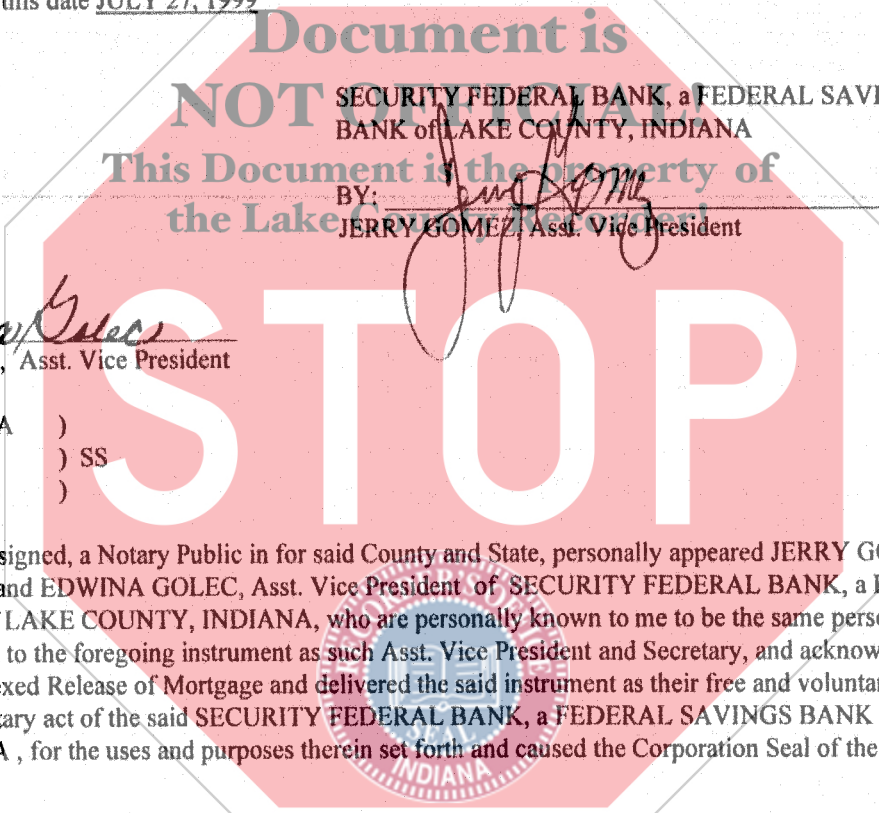 this date JULY 27, 1999
Document is
NOT OFFICIAL!
SECURITY FEDERAL BANK, a FEDERAL SAVI
BANK of LAKE COUNTY, INDIANA
This Document is the property of
BY:
the Lake County Recorder!
JERRY GOMEZ, Asst. Vice President
Golec
, Asst. Vice President
STOP
A )
) SS
)
signed, a Notary Public in for said County and State, personally appeared JERRY GO
and EDWINA GOLEC, Asst. Vice President of SECURITY FEDERAL BANK, a
LAKE COUNTY, INDIANA, who are personally known to me to be the same perso
to the foregoing instrument as such Asst. Vice President and Secretary, and acknow
exed Release of Mortgage and delivered the said instrument as their free and volunta
tary act of the said SECURITY FEDERAL BANK, a FEDERAL SAVINGS BANK
A , for the uses and purposes therein set forth and caused the Corporation Seal of the
SEAL
INDIANA